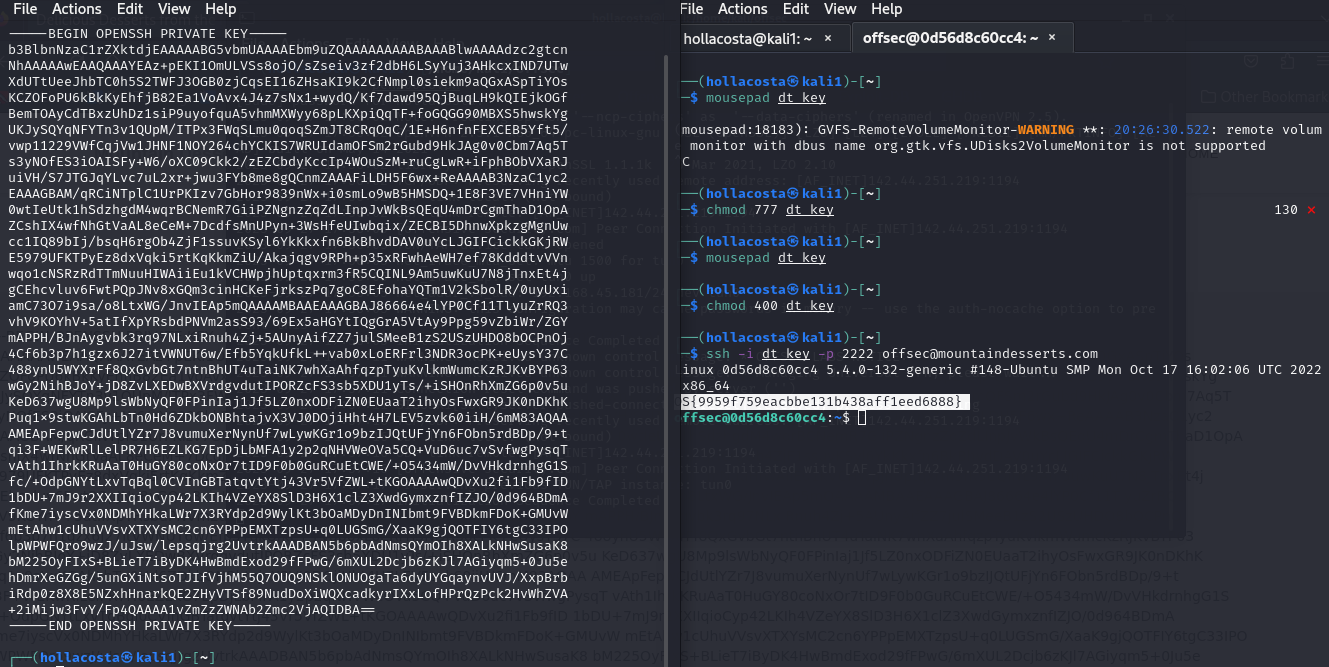 File Actions Edit View Help
-----BEGIN OPENSSH PRIVATE KEY-----
b3BlbnNzaC1rZXktdjEAAAAABG5vbmUAAAAEbm9uZQAAAAAAAAABAAABlwAAAAdzc2gtcn
NhAAAAAwEAAQAAAYEAz+pEKI1OmULVSs8ojO/sZseiv3zf2dbH6LSyYuj3AHkcxIND7UTw
XdUTtUeeJhbTC0h5S2TWFJ3OGB0zjCqsEI16ZHsaKI9k2CfNmpl0siekm9aQGxASpTiYOs
KCZOFoPU6kBkKyEhfjB82Ea1VoAvx4J4z7sNx1+wydQ/Kf7dawd95QjBuqLH9kQIEjkOGf
BemTOAyCdTBxzUhDz1siP9uyofquA5vhmMXWyy68pLKXpiQqTF+foGQGG90MBXS5hwskYg
UKJySQYqNFYTn3v1QUpM/ITPx3FWqSLmu0qoqSZmJT8CRqOqC/1E+H6nfnFEXCEB5Yft5/
vwp11229VWfCqjVw1JHNF1NOY264chYCKIS7WRUIdamOFSm2rGubd9HkJAg0v0Cbm7Aq5T
s3yNOfES3iOAISFy+W6/oXC09Ckk2/zEZCbdyKccIp4WOuSzM+ruCgLwR+iFphBObVXaRJ
uiVH/S7JTGJqYLvc7uL2xr+jwu3FYb8me8gQCnmZAAAFiLDH5F6wx+ReAAAAB3NzaC1yc2
EAAAGBAM/qRCiNTplC1UrPKIzv7GbHor9839nWx+i0smLo9wB5HMSDQ+1E8F3VE7VHniYW
0wtIeUtk1hSdzhgdM4wqrBCNemR7GiiPZNgnzZqZdLInpJvWkBsQEqU4mDrCgmThaD1OpA
ZCshIX4wfNhGtVaAL8eCeM+7DcdfsMnUPyn+3WsHfeUIwbqix/ZECBI5DhnwXpkzgMgnUw
cc1IQ89bIj/bsqH6rgOb4ZjF1ssuvKSyl6YkKkxfn6BkBhvdDAV0uYcLJGIFCickkGKjRW
E5979UFKTPyEz8dxVqki5rtKqKkmZiU/Akajqgv9RPh+p35xRFwhAeWH7ef78KdddtvVVn
wqo1cNSRzRdTTmNuuHIWAiiEu1kVCHWpjhUptqxrm3fR5CQINL9Am5uwKuU7N8jTnxEt4j
gCEhcvluv6FwtPQpJNv8xGQm3cinHCKeFjrkszPq7goC8EfohaYQTm1V2kSbolR/0uyUxi
amC73O7i9sa/o8LtxWG/JnvIEAp5mQAAAAMBAAEAAAGBAJ86664e4lYP0Cf11TlyuZrRQ3
vhV9KOYhV+5atIfXpYRsbdPNVm2asS93/69Ex5aHGYtIQgGrA5VtAy9Ppg59vZbiWr/ZGY
mAPPH/BJnAygvbk3rq97NLxiRnuh4Zj+5AUnyAifZZ7julSMeeB1zS2USzUHDO8bOCPnOj
4Cf6b3p7h1gzx6J27itVWNUT6w/Efb5YqkUfkL++vab0xLoERFrl3NDR3ocPK+eUysY37C
488ynU5WYXrFf8QxGvbGt7ntnBhUT4uTaiNK7whXaAhfqzpTyuKvlkmWumcKzRJKvBYP63
wGy2NihBJoY+jD8ZvLXEDwBXVrdgvdutIPORZcFS3sb5XDU1yTs/+iSHOnRhXmZG6p0v5u
KeD637wgU8Mp9lsWbNyQF0FPinIaj1Jf5LZ0nxODFiZN0EUaaT2ihyOsFwxGR9JK0nDKhK
Puq1×9stwKGAhLbTn0Hd6ZDkbONBhtajvX3VJ0DOjiHht4H7LEV5zvk60iiH/6mM83AQAA
AMEApFepwCJdUtlYZr7J8vumuXerNynUf7wLywKGr1o9bzIJQtUFjYn6FObn5rdBDp/9+t
qi3F+WEKwRlLelPR7H6EZLKG7EpDjLbMFA1y2p2qNHVWeOVa5CQ+VuD6uc7vSvfwgPysqT
vAth1IhrkKRuAaT0HuGY80coNxOr7tID9F0b0GuRCuEtCWE/+O5434mW/DvVHkdrnhgG1S
fc/+OdpGNYtLxvTqBql0CVInGBTatqvtYtj43Vr5VfZWL+tKGOAAAAwQDvXu2fi1Fb9fID
1bDU+7mJ9r2XXIIqioCyp42LKIh4VZeYX8SlD3H6X1clZ3XwdGymxznfIZJO/0d964BDmA
fKme7iyscVx0NDMhYHkaLWr7X3RYdp2d9WylKt3bOaMDyDnINIbmt9FVBDkmFDoK+GMUvW
mEtAhw1cUhuVVsvXTXYsMC2cn6YPPpEMXTzpsU+q0LUGSmG/XaaK9gjQOTFIY6tgC33IPO
lpWPWFQro9wzJ/uJsw/lepsqjrg2UvtrkAAADBAN5b6pbAdNmsQYmOIh8XALkNHwSusaK8
bM225OyFIxS+BLieT7iByDK4HwBmdExod29fFPwG/6mXUL2Dcjb6zKJl7AGiyqm5+0Ju5e
hDmrXeGZGg/5unGXiNtsoTJIfVjhM55Q7OUQ9NSklONUOgaTa6dyUYGqaynvUVJ/XxpBrb
iRdp0z8X8E5NZxhHnarkQE2ZHyVTSf89NudDoXiWQXcadkyrIXxLofHPrQzPck2HvWhZVA
+2iMijw3FvY/Fp4QAAAA1vZmZzZWNAb2Zmc2VjAQIDBA==
-----END OPENSSH PRIVATE KEY-----
┌──(hollacosta㉿kali1)-[~]
File Actions Edit View Help
hollacosta@kali1: ~ × offsec@0d56d8c60cc4: ~ ×
──(hollacosta㉿kali1)-[~]
─$ mousepad dt_key
mousepad:18183): GVFS-RemoteVolumeMonitor-WARNING **: 20:26:30.522: remote volum
monitor with dbus name org.gtk.vfs.UDisks2VolumeMonitor is not supported
C
──(hollacosta㉿kali1)-[~]
─$ chmod 777 dt_key 130 ×
──(hollacosta㉿kali1)-[~]
─$ mousepad dt_key
──(hollacosta㉿kali1)-[~]
─$ chmod 400 dt_key
──(hollacosta㉿kali1)-[~]
─$ ssh -i dt_key -p 2222 offsec@mountaindesserts.com
inux 0d56d8c60cc4 5.4.0-132-generic #148-Ubuntu SMP Mon Oct 17 16:02:06 UTC 2022
x86_64
S{9959f759eacbbe131b438aff1eed6888}
offsec@0d56d8c60cc4:~$